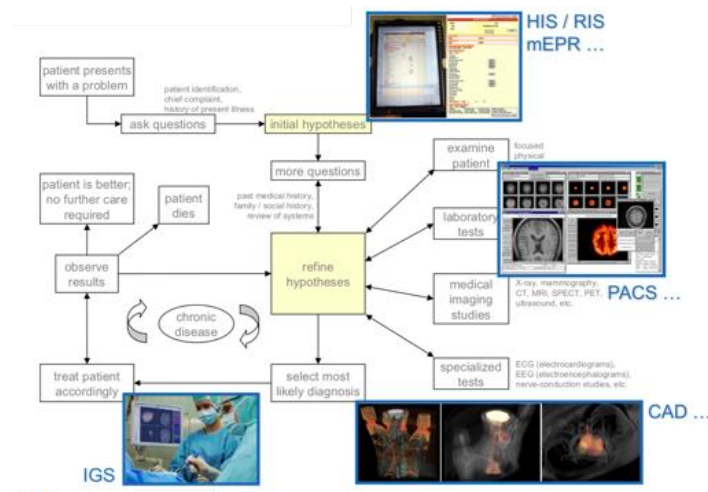 HIS / RIS
mEPR ...
patient presents
with a problem
patient identification,
chief complaint,
history of present illness
ask questions
initial hypotheses
more questions
examine
patient
focused
physical
patient is better;
no further care
required
patient
dies
past medical history,
family / social history,
review of systems
laboratory
tests
observe
results
refine
hypotheses
medical
imaging
studies
X-ray, mammography,
CT, MRI, SPECT, PET,
ultrasound, etc.
PACS ...
chronic
disease
treat patient
accordingly
select most
likely diagnosis
specialized
tests
ECG (electrocardiograms),
EEG (electroencephalograms),
nerve-conduction studies, etc.
IGS
CAD ...